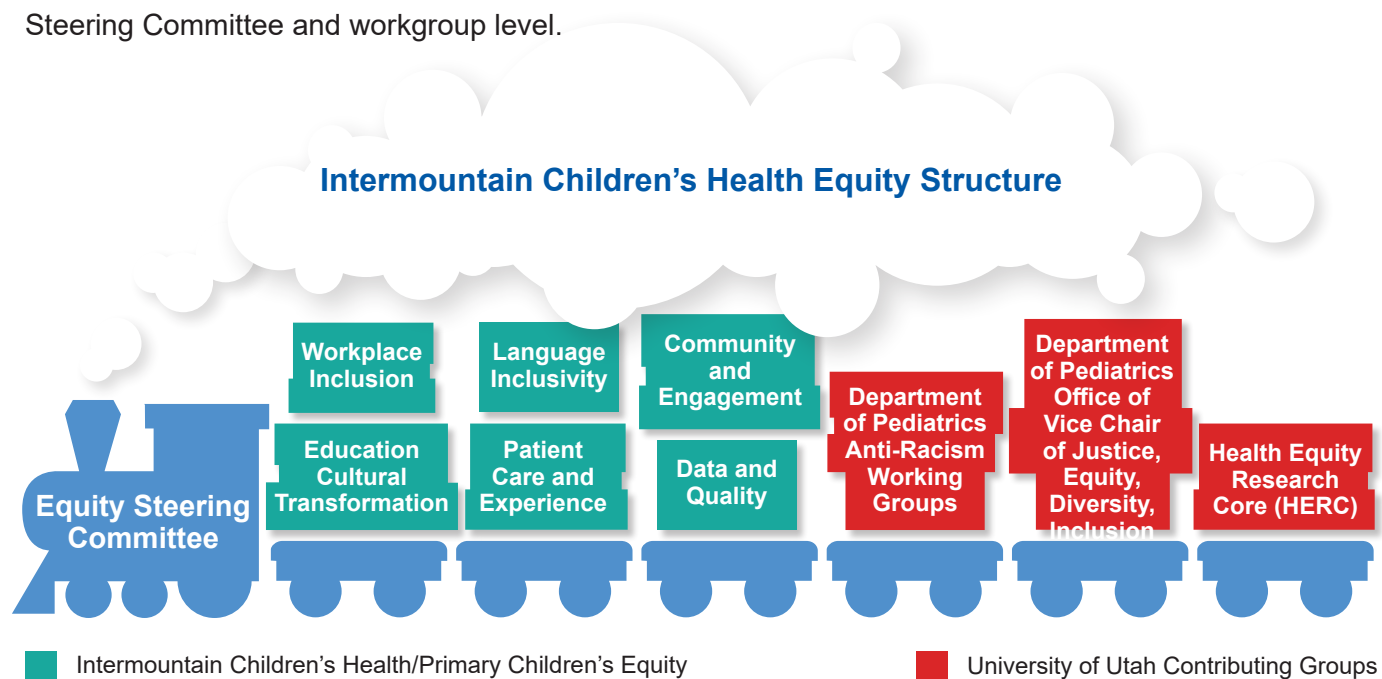 Steering Committee and workgroup level.
Intermountain Children’s Health Equity Structure
Equity Steering
Committee
Workplace
Inclusion
Education
Cultural
Transformation
Language
Inclusivity
Patient
Care and
Experience
Community
and
Engagement
Data and
Quality
Department
of Pediatrics
Anti-Racism
Working
Groups
Department
of Pediatrics
Office of
Vice Chair
of Justice,
Equity,
Diversity,
Inclusion
Health Equity
Research
Core (HERC)
Intermountain Children’s Health/Primary Children’s Equity
University of Utah Contributing Groups